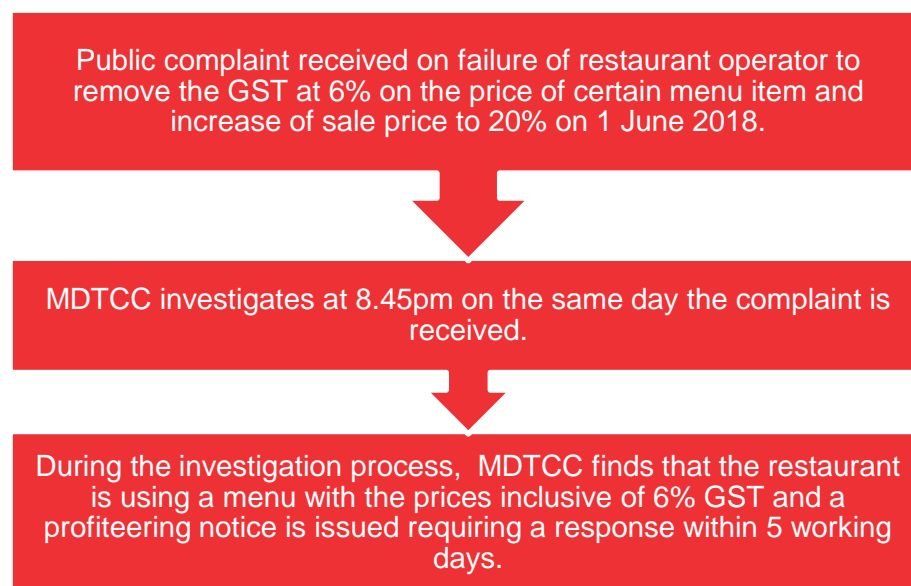 Public complaint received on failure of restaurant operator to
remove the GST at 6% on the price of certain menu item and
increase of sale price to 20% on 1 June 2018.
MDTCC investigates at 8.45pm on the same day the complaint is
received.
During the investigation process, MDTCC finds that the restaurant
is using a menu with the prices inclusive of 6% GST and a
profiteering notice is issued requiring a response within 5 working
days.